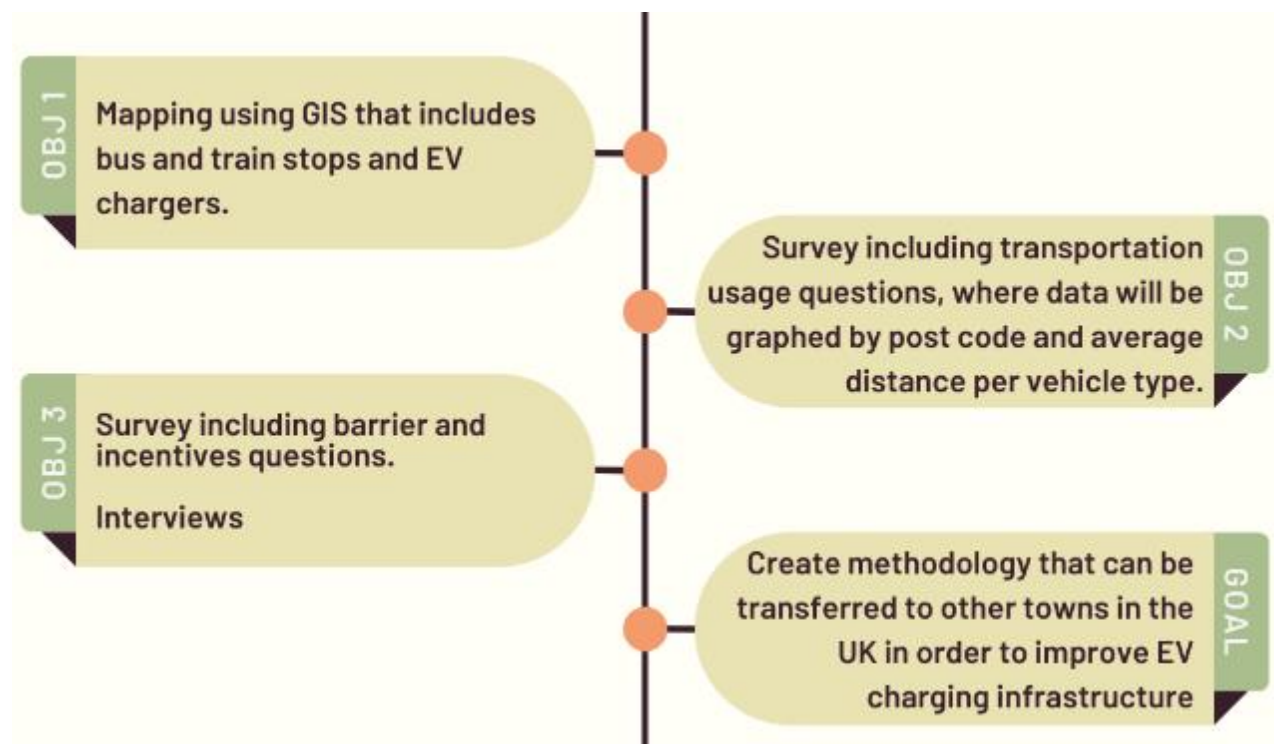 OBJ 1
Mapping using GIS that includes
bus and train stops and EV
chargers.
OBJ 2
Survey including transportation
usage questions, where data will be
graphed by post code and average
distance per vehicle type.
OBJ 3
Survey including barrier and
incentives questions.
Interviews
GOAL
Create methodology that can be
transferred to other towns in the
UK in order to improve EV
charging infrastructure